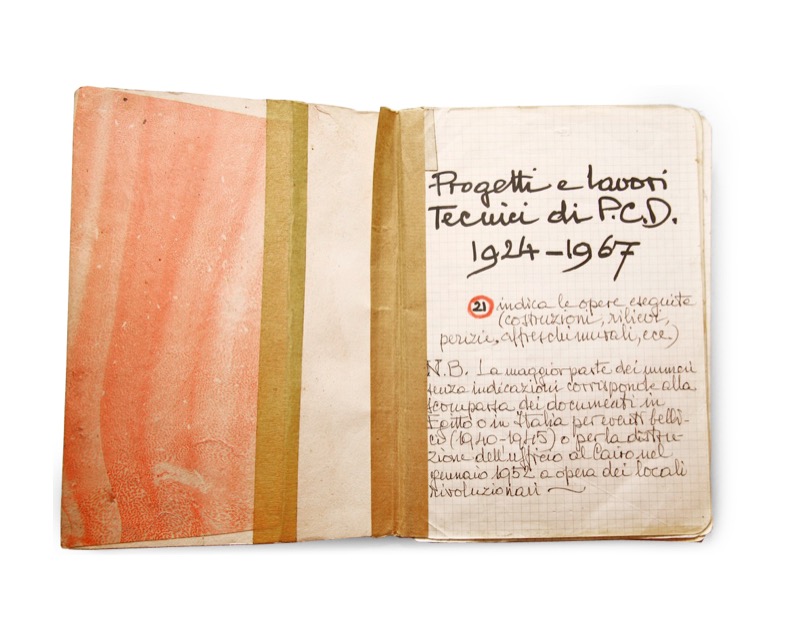 Progetti e lavori
Tecnici di P.C.D.
1924-1967
21 indica le opere eseguite
(costruzioni, rilievi,
perizie, affreschi murali, ecc)
N.B. La maggior parte dei numeri
senza indicazioni corrisponde alla
scomparsa dei documenti in
Egitto o in Italia per eventi belli-
ci (1940-1945) o per la distru-
zione dell'ufficio al Cairo nel
gennaio 1952 a opera dei locali
rivoluzionari